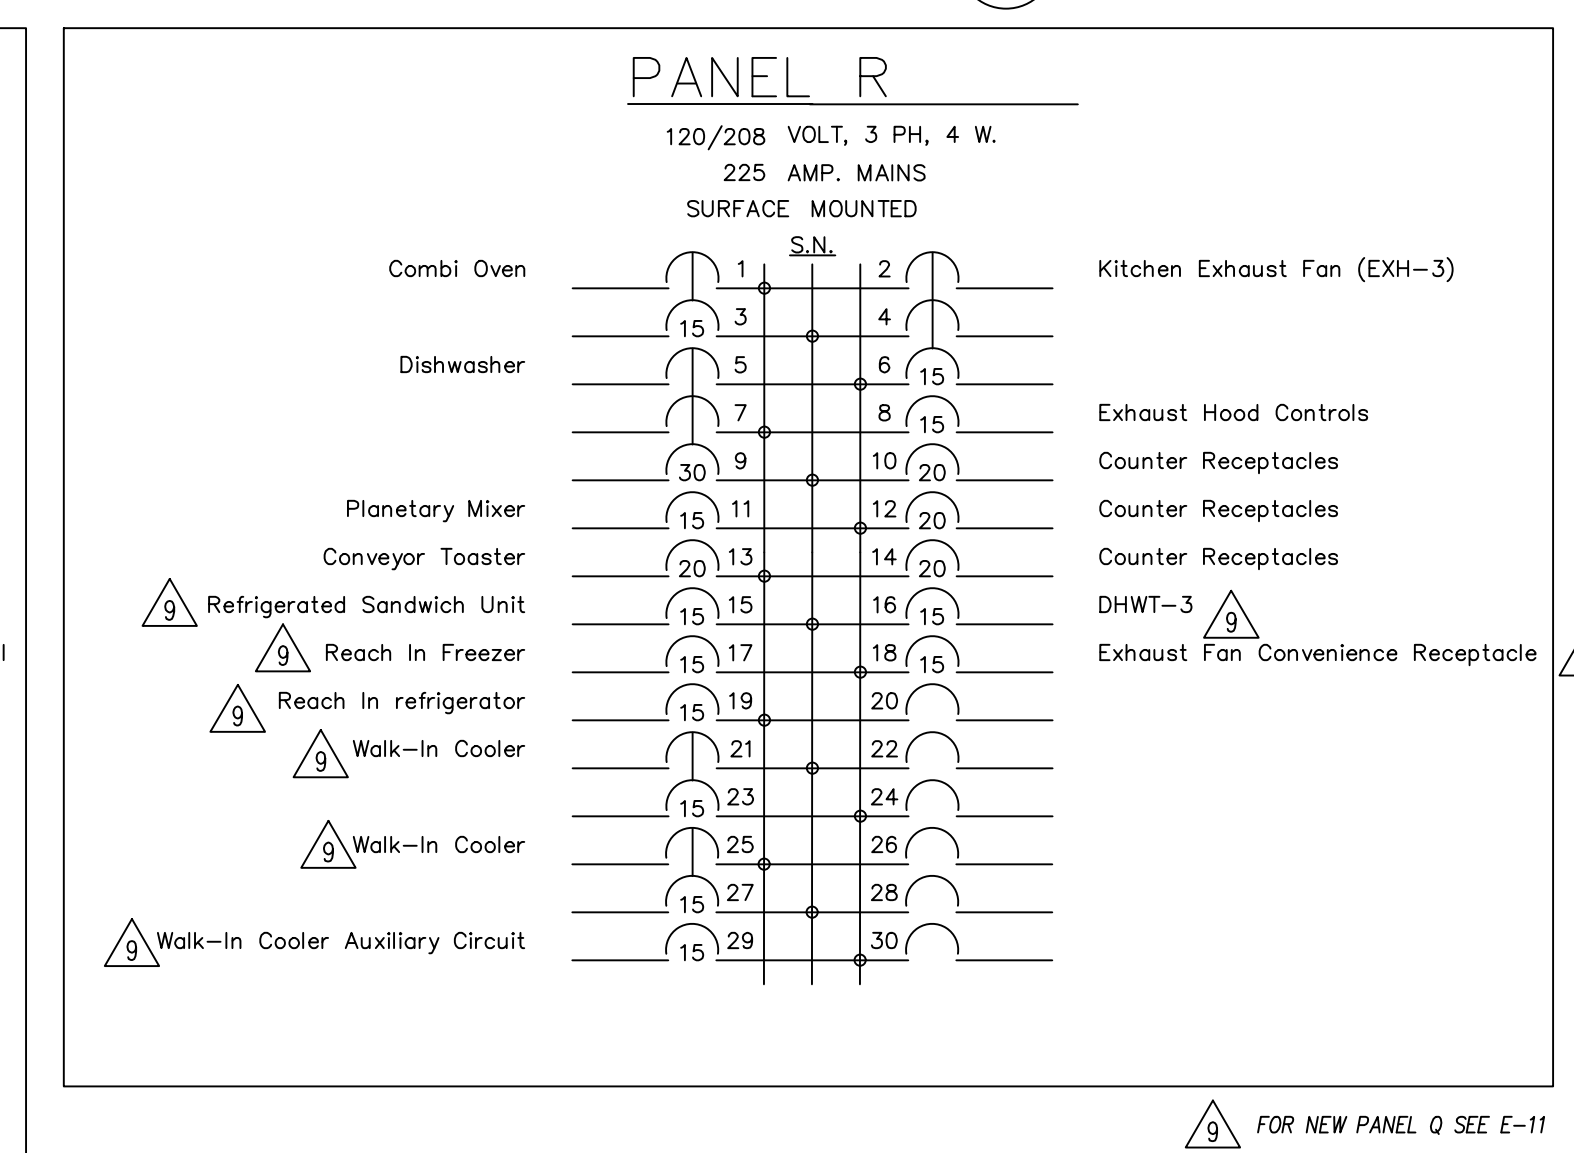 PANEL R
120/208 VOLT, 3 PH, 4 W.
225 AMP. MAINS
SURFACE MOUNTED
S.N.
Combi Oven 1 2 Kitchen Exhaust Fan (EXH-3)
15 3 4
Dishwasher 5 6 15
7 8 15 Exhaust Hood Controls
30 9 10 20 Counter Receptacles
Planetary Mixer 15 11 12 20 Counter Receptacles
Conveyor Toaster 20 13 14 20 Counter Receptacles
9 Refrigerated Sandwich Unit 15 15 16 15 DHWT-3 9
9 Reach In Freezer 15 17 18 15 Exhaust Fan Convenience Receptacle
9 Reach In refrigerator 15 19 20
9 Walk-In Cooler 21 22
15 23 24
9 Walk-In Cooler 25 26
15 27 28
9 Walk-In Cooler Auxiliary Circuit 15 29 30
9 FOR NEW PANEL Q SEE E-11